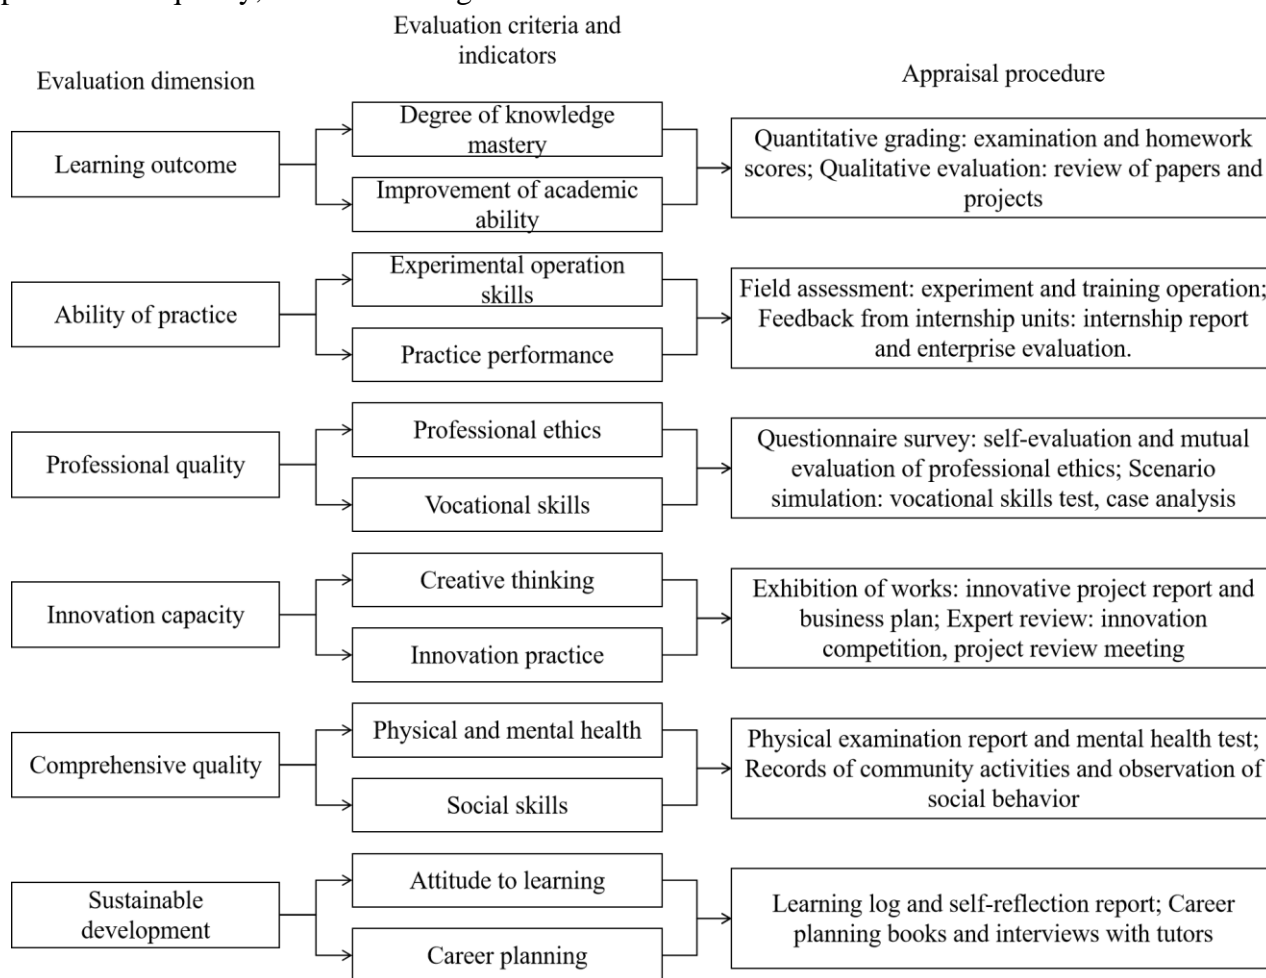 Evaluation criteria and
indicators
Evaluation dimension
Appraisal procedure
Learning outcome
Degree of knowledge
mastery
Improvement of academic
ability
Quantitative grading: examination and homework
scores; Qualitative evaluation: review of papers and
projects
Ability of practice
Experimental operation
skills
Practice performance
Field assessment: experiment and training operation;
Feedback from internship units: internship report
and enterprise evaluation.
Professional quality
Professional ethics
Vocational skills
Questionnaire survey: self-evaluation and mutual
evaluation of professional ethics; Scenario
simulation: vocational skills test, case analysis
Innovation capacity
Creative thinking
Innovation practice
Exhibition of works: innovative project report and
business plan; Expert review: innovation
competition, project review meeting
Comprehensive quality
Physical and mental health
Social skills
Physical examination report and mental health test;
Records of community activities and observation of
social behavior
Sustainable
development
Attitude to learning
Career planning
Learning log and self-reflection report; Career
planning books and interviews with tutors